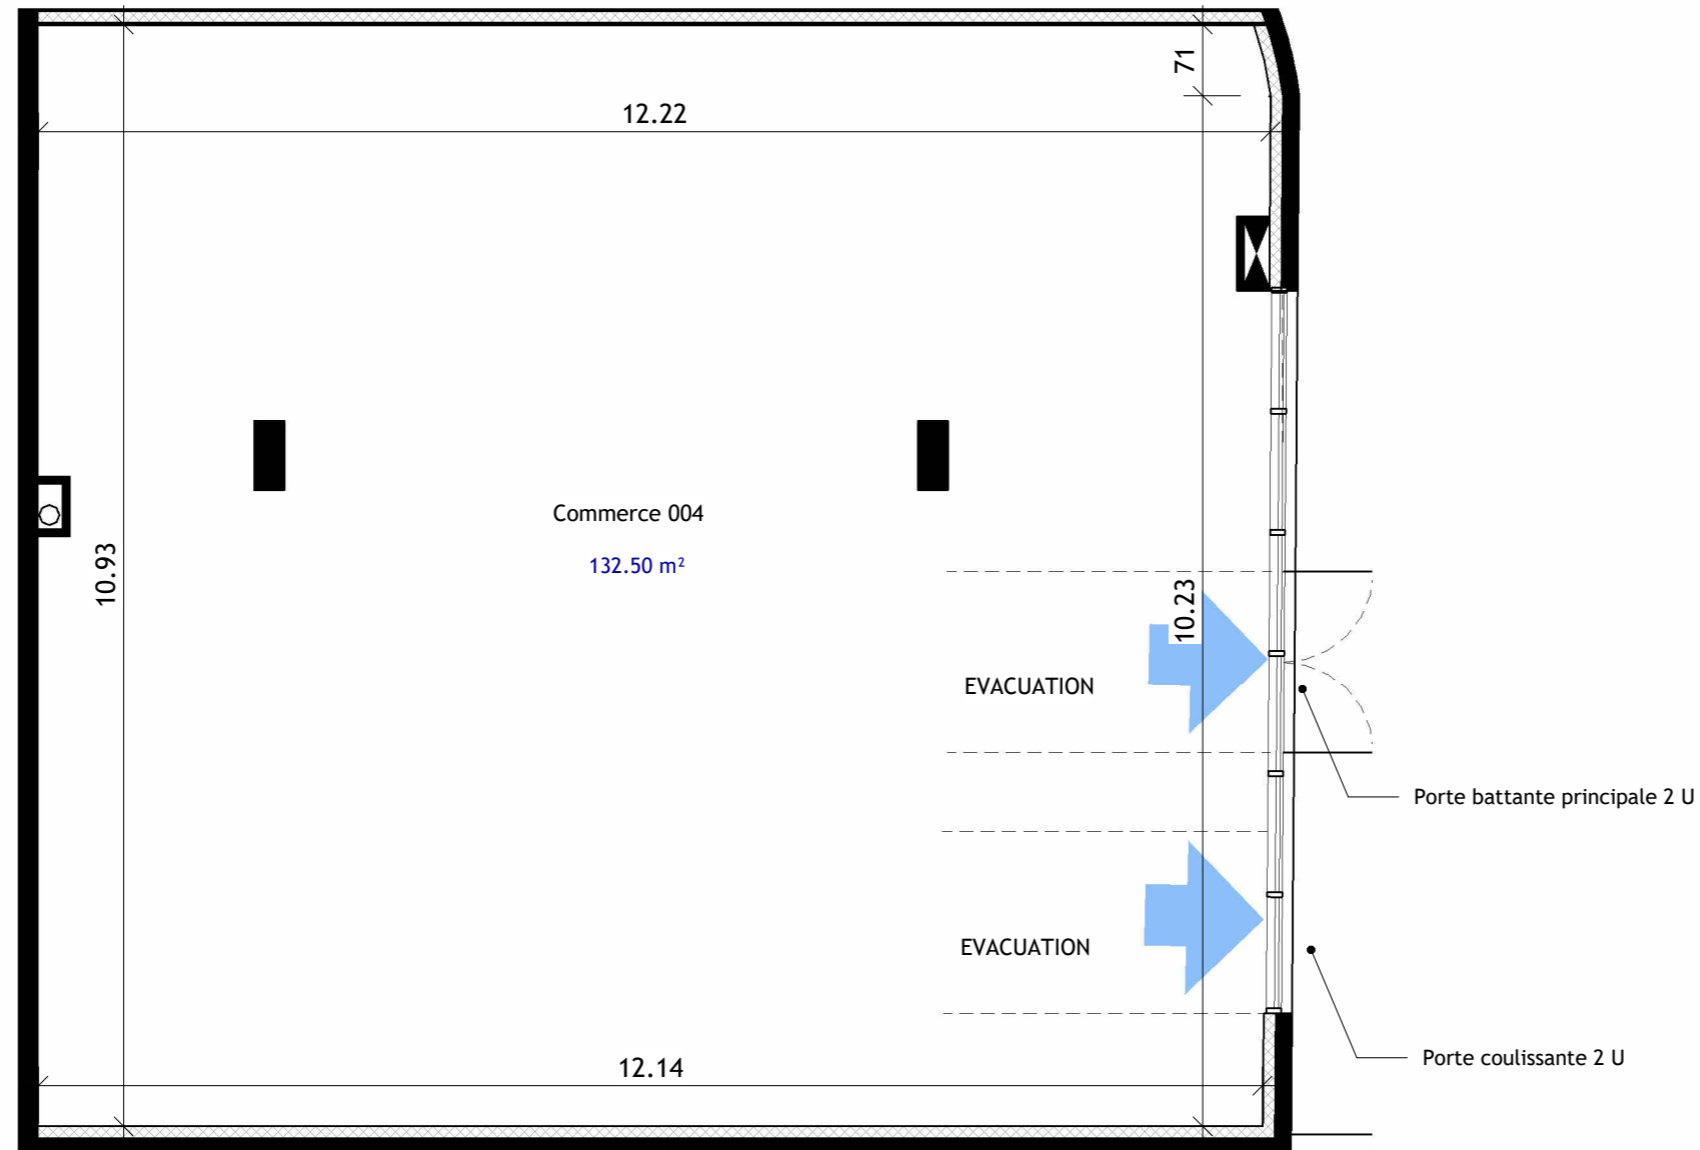 71
12.22
Commerce 004
132.50 m²
10.93
10.23
EVACUATION
Porte battante principale 2 U
EVACUATION
Porte coulissante 2 U
12.14